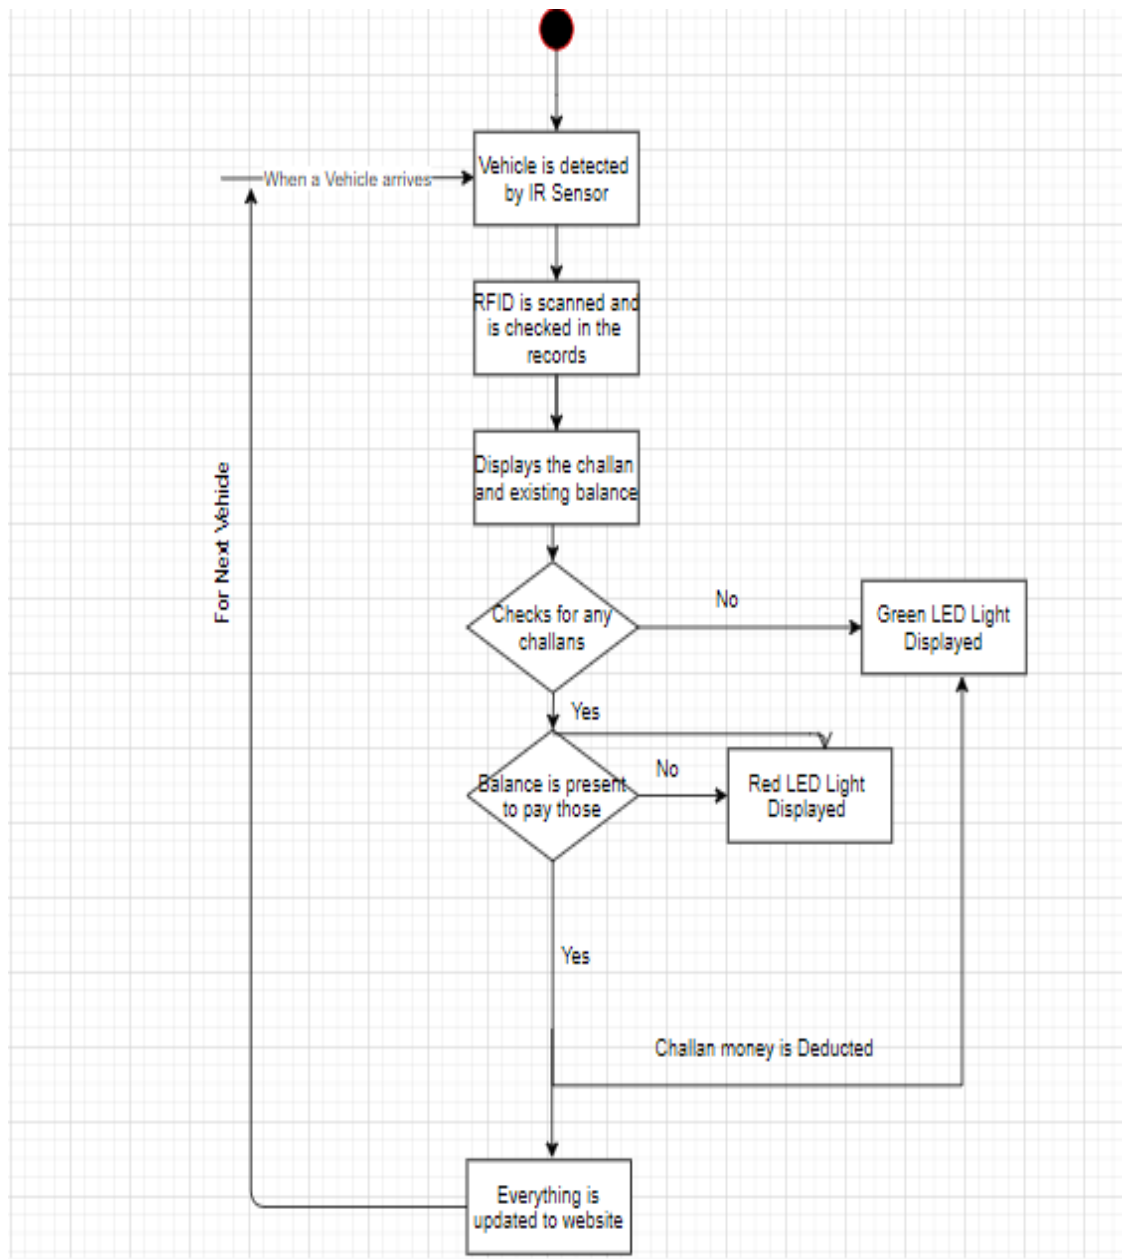 Vehicle is detected
by IR Sensor
When a Vehicle arrives
RFID is scanned and
is checked in the
records
Displays the challan
and existing balance
For Next Vehicle
Checks for any
challans
No
Green LED Light
Displayed
Yes
Balance is present
to pay those
No
Red LED Light
Displayed
Yes
Challan money is Deducted
Everything is
updated to website